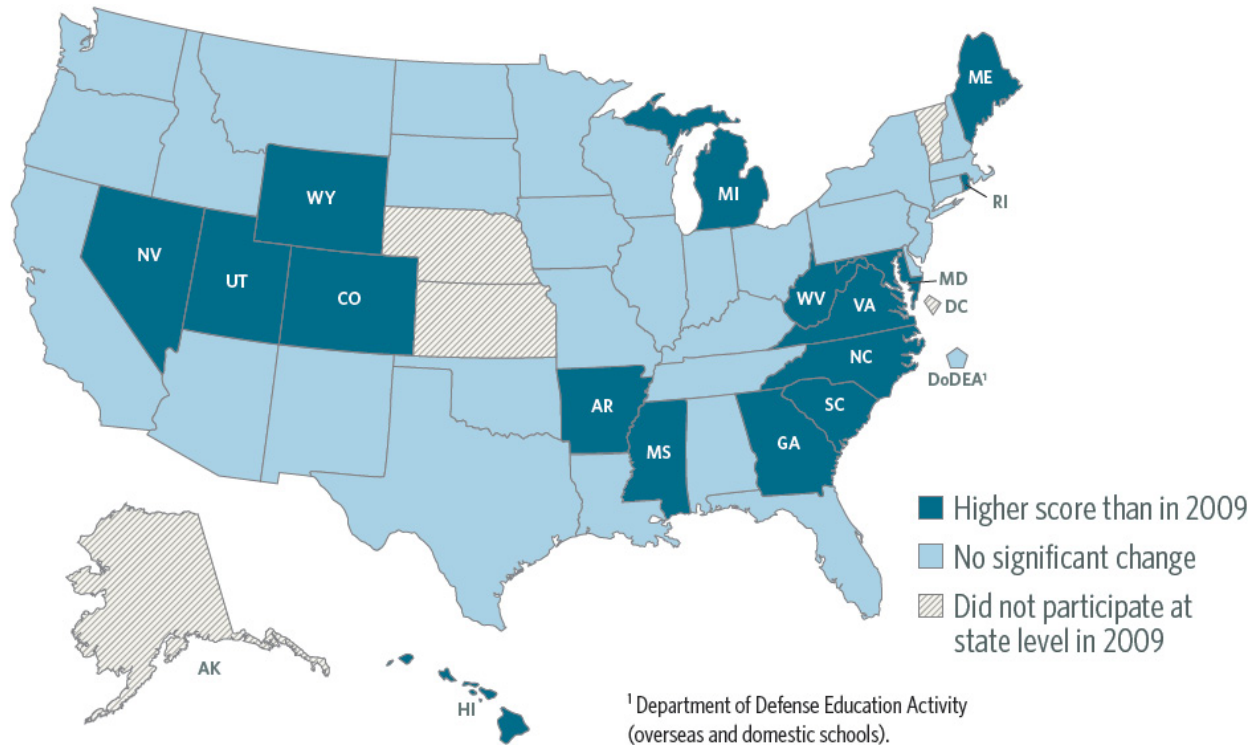 ME
WY
MI
RI
NV
UT
CO
WV
VA
MD
DC
NC
DoDEA¹
AR
SC
MS
GA
Higher score than in 2009
No significant change
Did not participate at
state level in 2009
AK
HI
¹ Department of Defense Education Activity
(overseas and domestic schools).